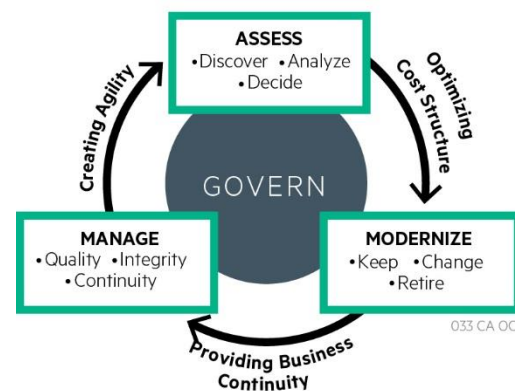 ASSESS
•Discover •Analyze
•Decide
Optimizing
Cost Structure
Creating Agility
GOVERN
MANAGE
•Quality •Integrity
•Continuity
MODERNIZE
•Keep •Change
•Retire
Providing Business
Continuity
033 CA OC